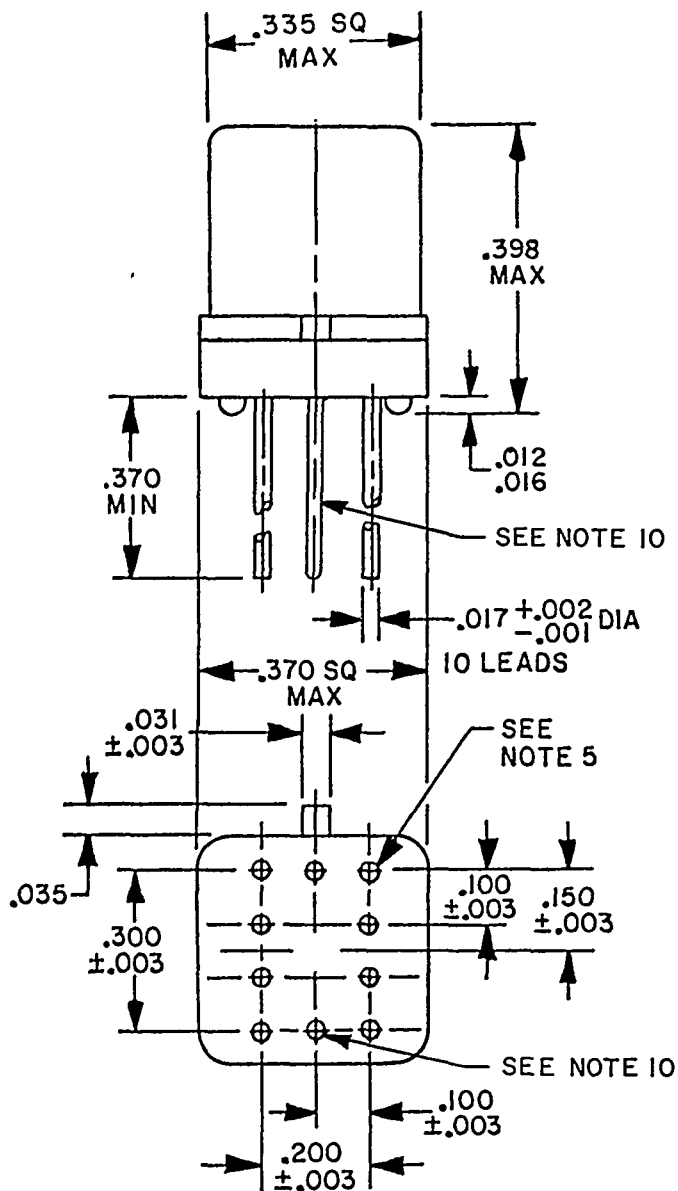 .335 SQ
MAX
.398
MAX
.370
MIN
.012
.016
SEE NOTE 10
.017 +.002 DIA
-.001
10 LEADS
.370 SQ
MAX
.031
±.003
SEE
NOTE 5
.035
.300
±.003
.100
±.003
.150
±.003
SEE NOTE 10
.100
±.003
.200
±.003